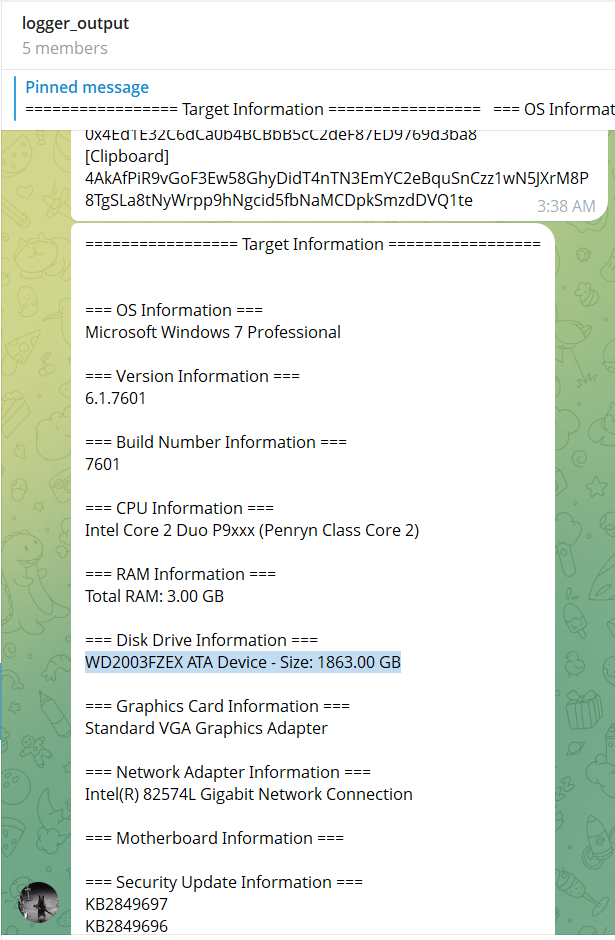 logger_output
5 members
Pinned message
================= Target Information ================= === OS Informat
0x4Ed1E32C6dCa0b4BCBbB5cC2deF87ED9769d3ba8
[Clipboard]
4AkAfPiR9vGoF3Ew58GhyDidT4nTN3EmYC2eBquSnCzz1wN5JXrM8P
8TgSLa8tNyWrpp9hNgcid5fbNaMCDpkSmzdDVQ1te
3:38 AM
================= Target Information =================
=== OS Information ===
Microsoft Windows 7 Professional
=== Version Information ===
6.1.7601
=== Build Number Information ===
7601
=== CPU Information ===
Intel Core 2 Duo P9xxx (Penryn Class Core 2)
=== RAM Information ===
Total RAM: 3.00 GB
=== Disk Drive Information ===
WD2003FZEX ATA Device - Size: 1863.00 GB
=== Graphics Card Information ===
Standard VGA Graphics Adapter
=== Network Adapter Information ===
Intel(R) 82574L Gigabit Network Connection
=== Motherboard Information ===
=== Security Update Information ===
KB2849697
KB2849696